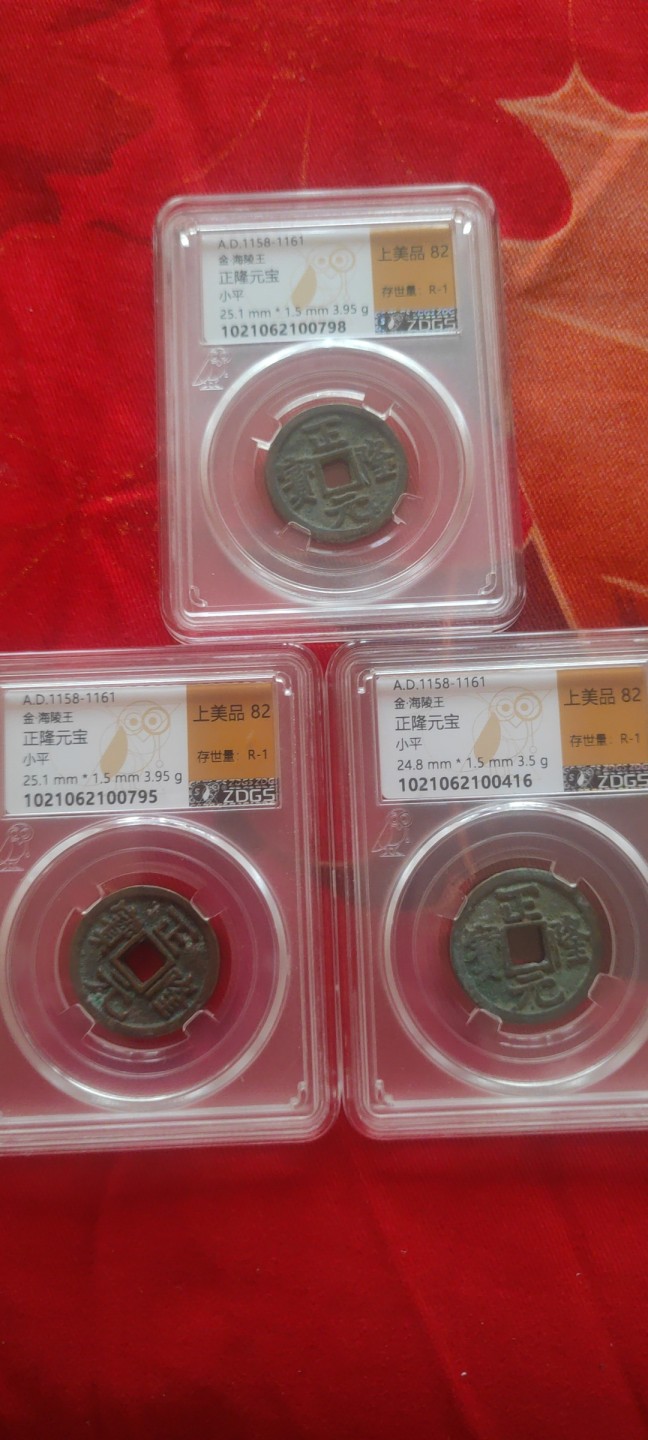 A.D.1158-1161
金·海陵王
正隆元宝
小平
25.1 mm * 1.5 mm 3.95 g
1021062100798
上美品 82
存世量：R-1
ZDGS
正隆元寶
A.D.1158-1161
金·海陵王
正隆元宝
小平
25.1 mm * 1.5 mm 3.95 g
1021062100795
上美品 82
存世量：R-1
ZDGS
正隆元寶
A.D.1158-1161
金·海陵王
正隆元宝
小平
24.8 mm * 1.5 mm 3.5 g
1021062100416
上美品 82
存世量：R-1
ZDGS
正隆元寶